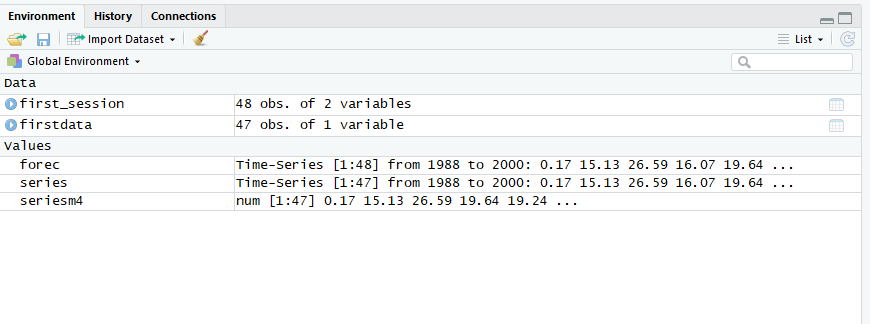 Environment History Connections
Import Dataset List
Global Environment
Data
first_session 48 obs. of 2 variables
firstdata 47 obs. of 1 variable
Values
forec Time-Series [1:48] from 1988 to 2000: 0.17 15.13 26.59 16.07 19.64 ...
series Time-Series [1:47] from 1988 to 2000: 0.17 15.13 26.59 16.07 19.64 ...
seriesm4 num [1:47] 0.17 15.13 26.59 19.64 19.24 ...